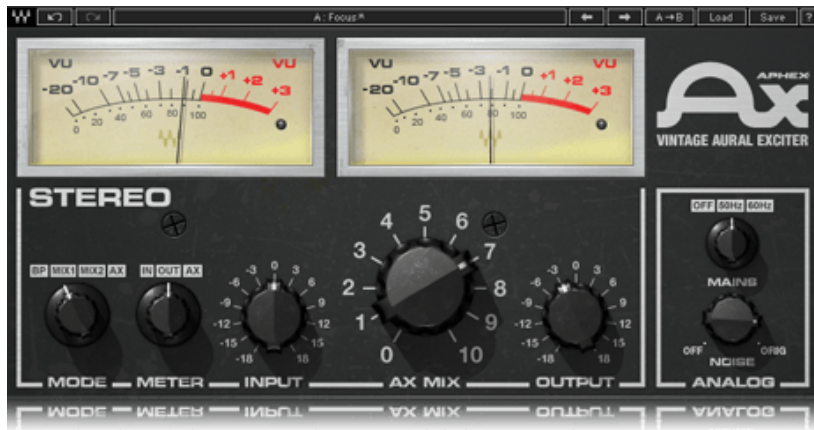 A: Focus* A→B Load Save ?
VU VU
-20 -10 -7 -5 -3 -1 0 +1 +2 +3
0 20 40 60 80 100
VU VU
-20 -10 -7 -5 -3 -1 0 +1 +2 +3
0 20 40 60 80 100
APHEX
Ax
VINTAGE AURAL EXCITER
STEREO
BP MIX1 MIX2 AX
MODE
IN OUT AX
METER
-18 -15 -12 -9 -6 -3 0 3 6 9 12 15 18
INPUT
0 1 2 3 4 5 6 7 8 9 10
AX MIX
-18 -15 -12 -9 -6 -3 0 3 6 9 12 15 18
OUTPUT
OFF 50Hz 60Hz
MAINS
OFF ORIG
NOISE
ANALOG